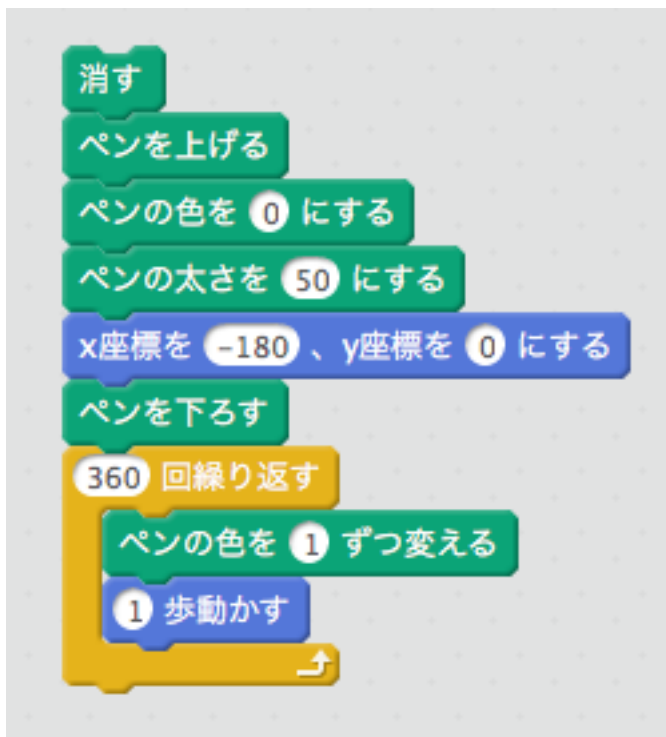 消す
ペンを上げる
ペンの色を 0 にする
ペンの太さを 50 にする
x座標を -180 、y座標を 0 にする
ペンを下ろす
360 回繰り返す
ペンの色を 1 ずつ変える
1 歩動かす